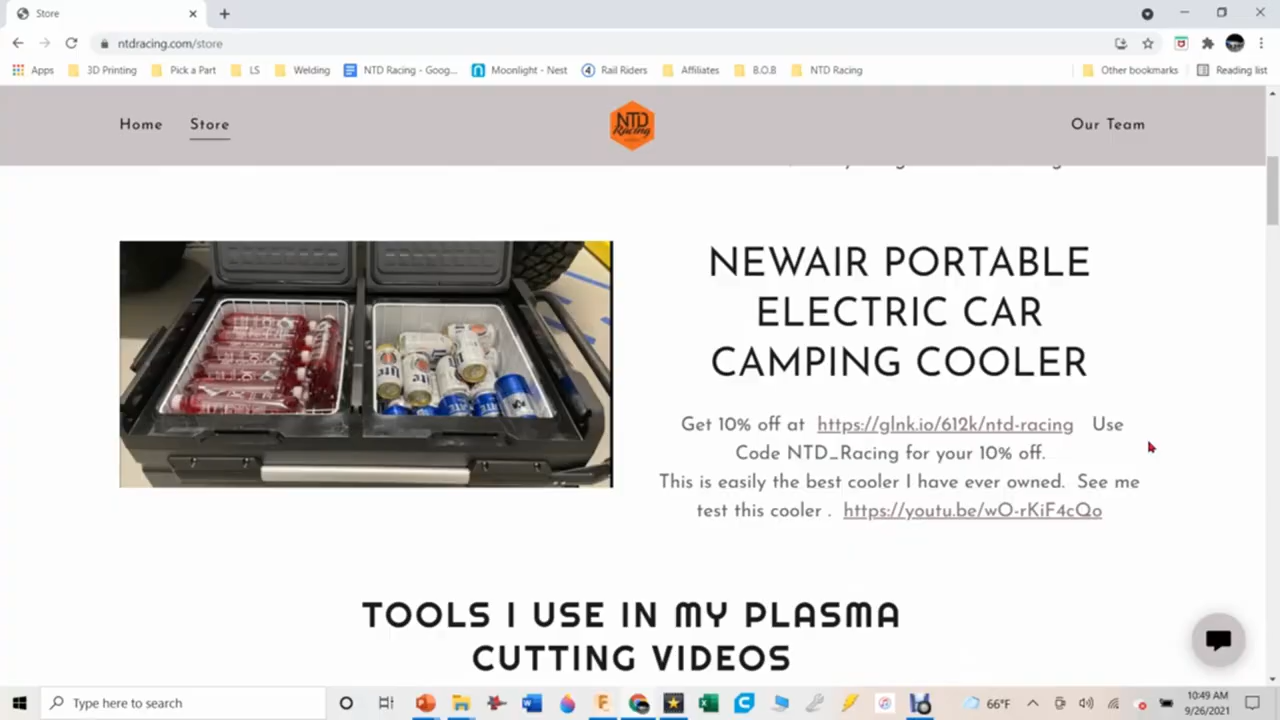 Store
ntdracing.com/store
Apps 3D Printing Pick a Part LS Welding NTD Racing - Goog... Moonlight - Nest Rail Riders Affiliates B.O.B NTD Racing Other bookmarks Reading list
Home Store NTD Racing Our Team
NEWAIR PORTABLE
ELECTRIC CAR
CAMPING COOLER
Get 10% off at https://glnk.io/612k/ntd-racing Use
Code NTD_Racing for your 10% off.
This is easily the best cooler I have ever owned. See me
test this cooler . https://youtu.be/wO-rKiF4cQo
TOOLS I USE IN MY PLASMA
CUTTING VIDEOS
Type here to search
66°F
10:49 AM
9/26/2021